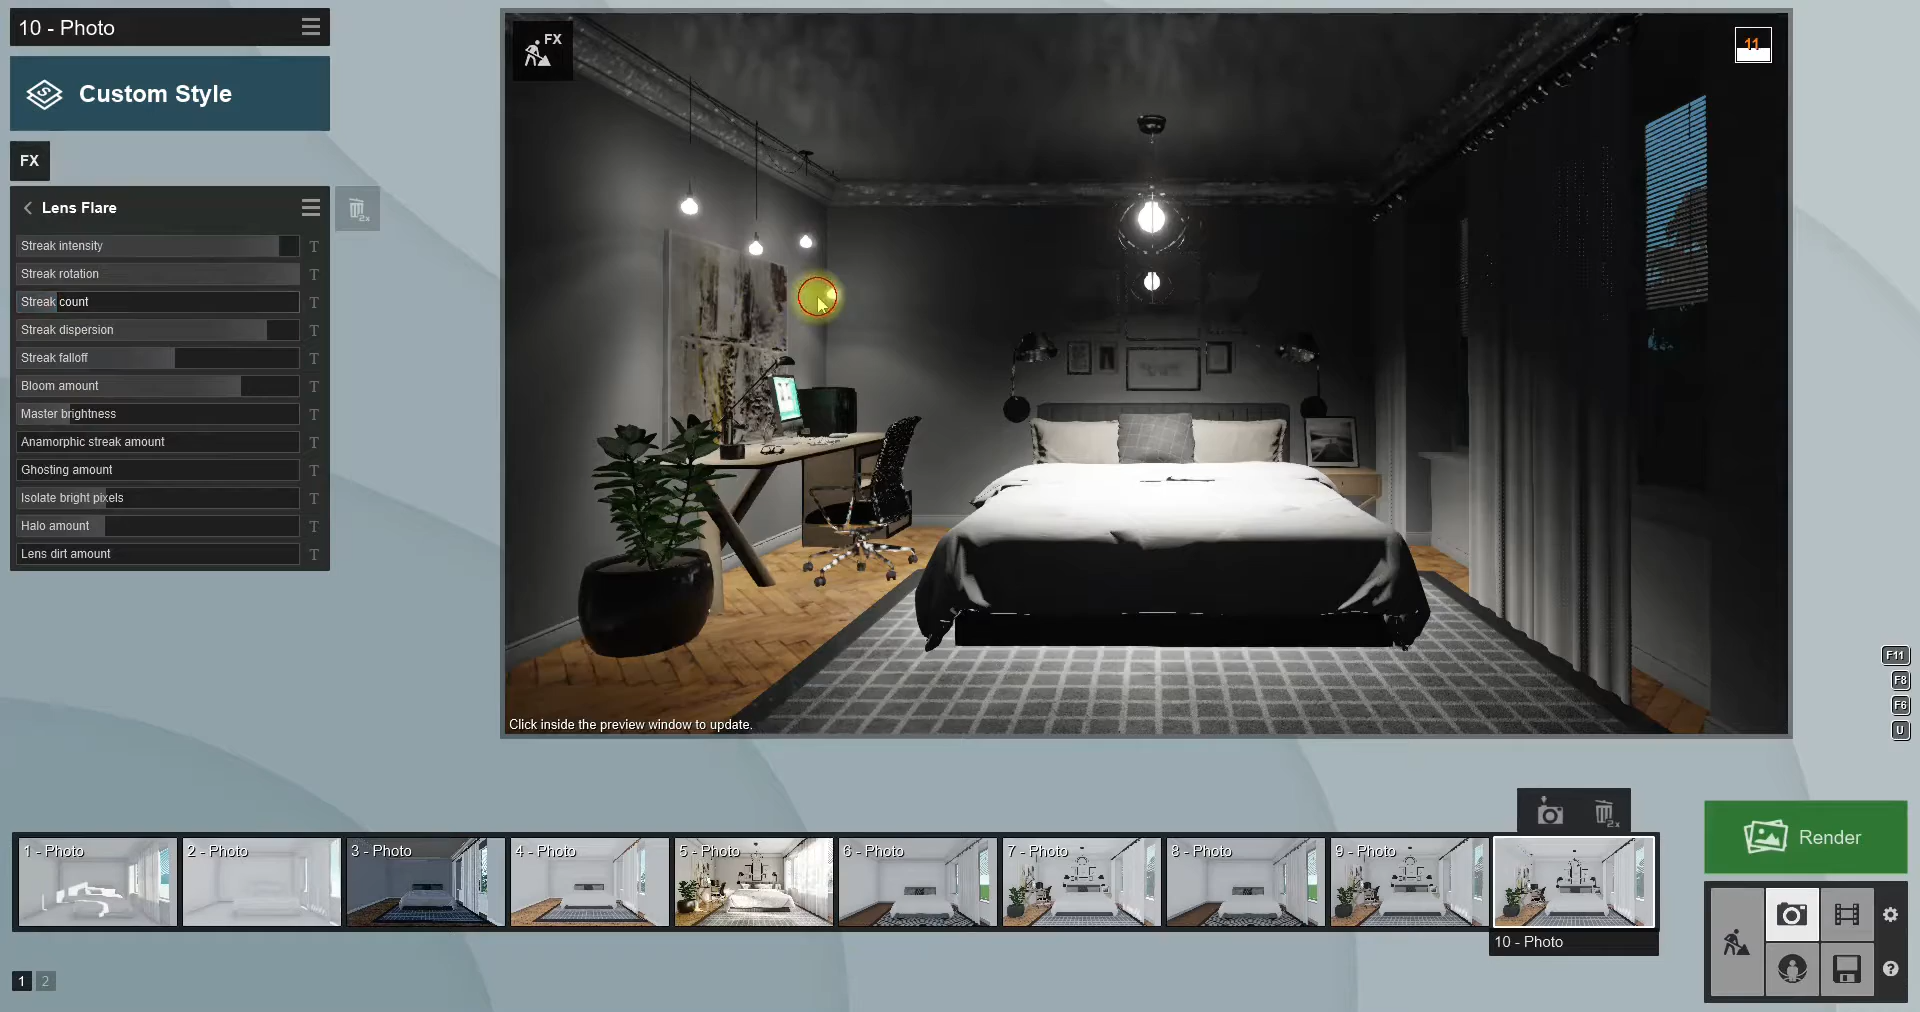 10 - Photo
Custom Style
FX
Lens Flare
Streak intensity T
Streak rotation T
Streak count T
Streak dispersion T
Streak falloff T
Bloom amount T
Master brightness T
Anamorphic streak amount T
Ghosting amount T
Isolate bright pixels T
Halo amount T
Lens dirt amount T
2x
FX
11
Click inside the preview window to update.
F11
F8
F6
U
2x
1 - Photo
2 - Photo
3 - Photo
4 - Photo
5 - Photo
6 - Photo
7 - Photo
8 - Photo
9 - Photo
10 - Photo
Render
?
1 2